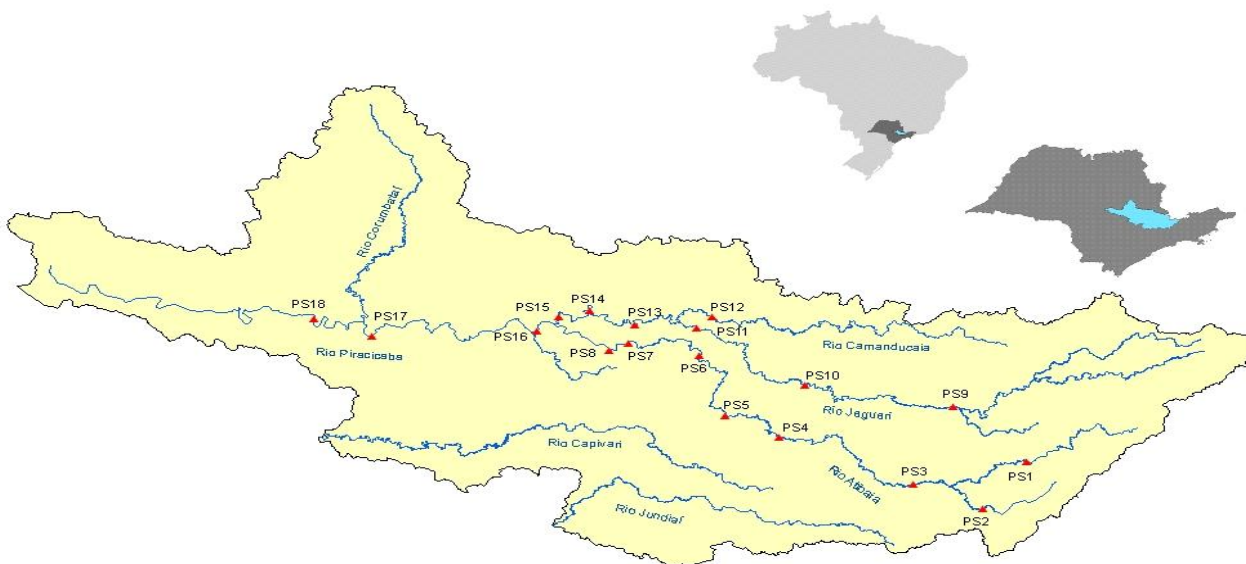 Rio Corumbataí
PS18
PS17
PS15
PS14
PS13
PS12
PS11
PS16
Rio Piracicaba
PS8
PS7
PS6
Rio Camanducaia
PS10
PS9
Rio Jaguari
PS5
PS4
Rio Capivari
PS3
Rio Atibaia
PS1
PS2
Rio Jundiaí